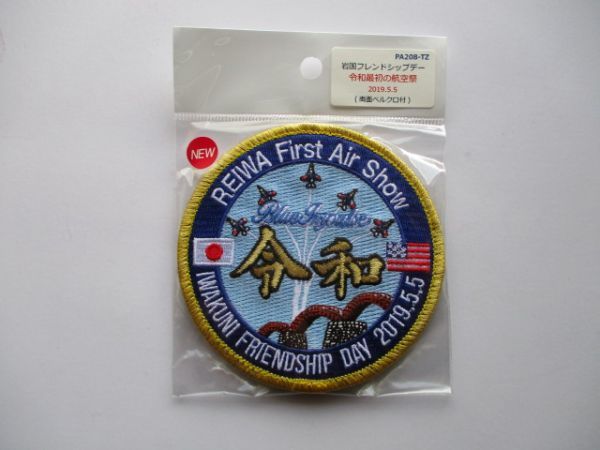 PA208-TZ
岩国フレンドシップデー
令和最初の航空祭
2019.5.5
(両面ベルクロ付)
NEW
REIWA First Air Show
Blue Impulse
令和
IWAKUNI FRIENDSHIP DAY 2019.5.5